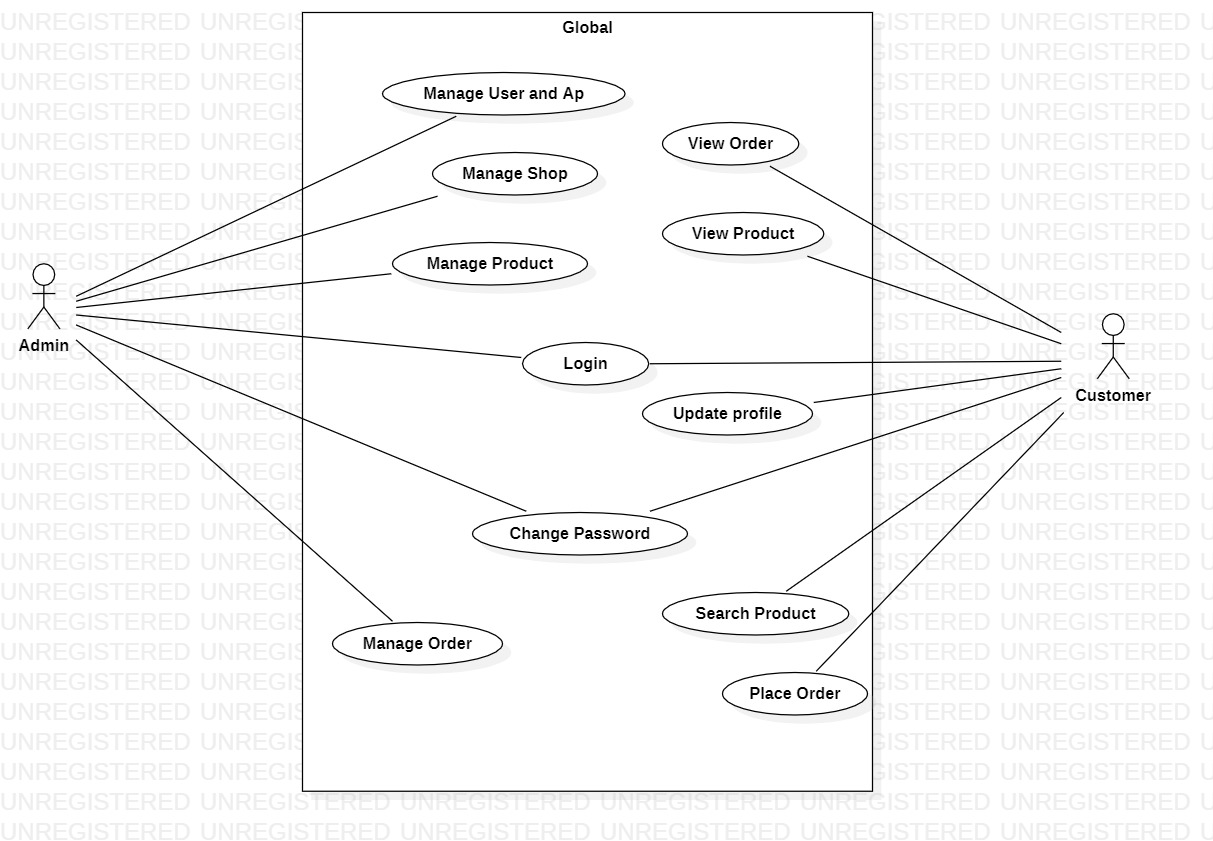 Global
Manage User and Ap
View Order
Manage Shop
View Product
Manage Product
Admin
Login
Customer
Update profile
Change Password
Search Product
Manage Order
Place Order
UNREGISTERED